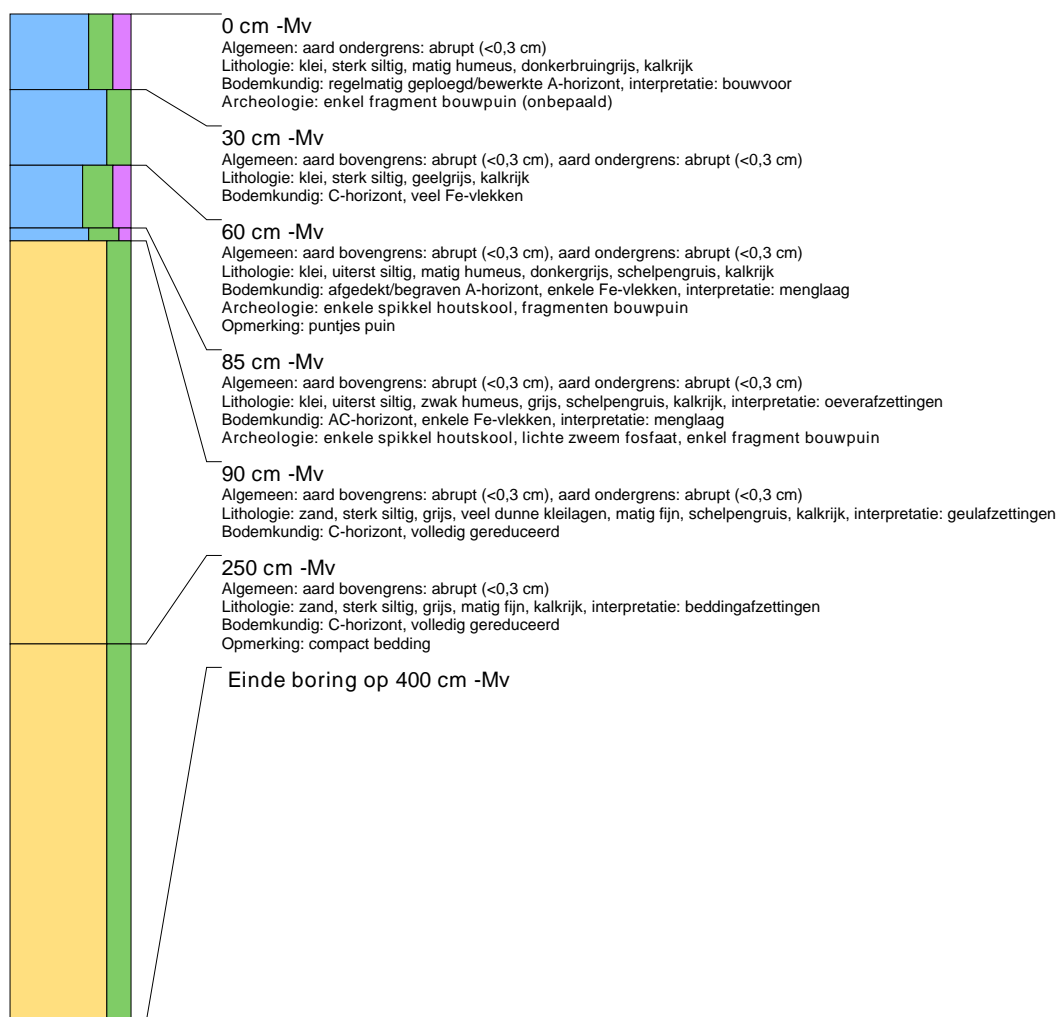 0 cm -Mv
Algemeen: aard ondergrens: abrupt (<0,3 cm)
Lithologie: klei, sterk siltig, matig humeus, donkerbruingrijs, kalkrijk
Bodemkundig: regelmatig geploegd/bewerkte A-horizont, interpretatie: bouwvoor
Archeologie: enkel fragment bouwpuin (onbepaald)
30 cm -Mv
Algemeen: aard bovengrens: abrupt (<0,3 cm), aard ondergrens: abrupt (<0,3 cm)
Lithologie: klei, sterk siltig, geelgrijs, kalkrijk
Bodemkundig: C-horizont, veel Fe-vlekken
60 cm -Mv
Algemeen: aard bovengrens: abrupt (<0,3 cm), aard ondergrens: abrupt (<0,3 cm)
Lithologie: klei, uiterst siltig, matig humeus, donkergrijs, schelpengruis, kalkrijk
Bodemkundig: afgedekt/begraven A-horizont, enkele Fe-vlekken, interpretatie: menglaag
Archeologie: enkele spikkel houtskool, fragmenten bouwpuin
Opmerking: puntjes puin
85 cm -Mv
Algemeen: aard bovengrens: abrupt (<0,3 cm), aard ondergrens: abrupt (<0,3 cm)
Lithologie: klei, uiterst siltig, zwak humeus, grijs, schelpengruis, kalkrijk, interpretatie: oeverafzettingen
Bodemkundig: AC-horizont, enkele Fe-vlekken, interpretatie: menglaag
Archeologie: enkele spikkel houtskool, lichte zweem fosfaat, enkel fragment bouwpuin
90 cm -Mv
Algemeen: aard bovengrens: abrupt (<0,3 cm), aard ondergrens: abrupt (<0,3 cm)
Lithologie: zand, sterk siltig, grijs, veel dunne kleilagen, matig fijn, schelpengruis, kalkrijk, interpretatie: geulafzettingen
Bodemkundig: C-horizont, volledig gereduceerd
250 cm -Mv
Algemeen: aard bovengrens: abrupt (<0,3 cm)
Lithologie: zand, sterk siltig, grijs, matig fijn, kalkrijk, interpretatie: beddingafzettingen
Bodemkundig: C-horizont, volledig gereduceerd
Opmerking: compact bedding
Einde boring op 400 cm -Mv